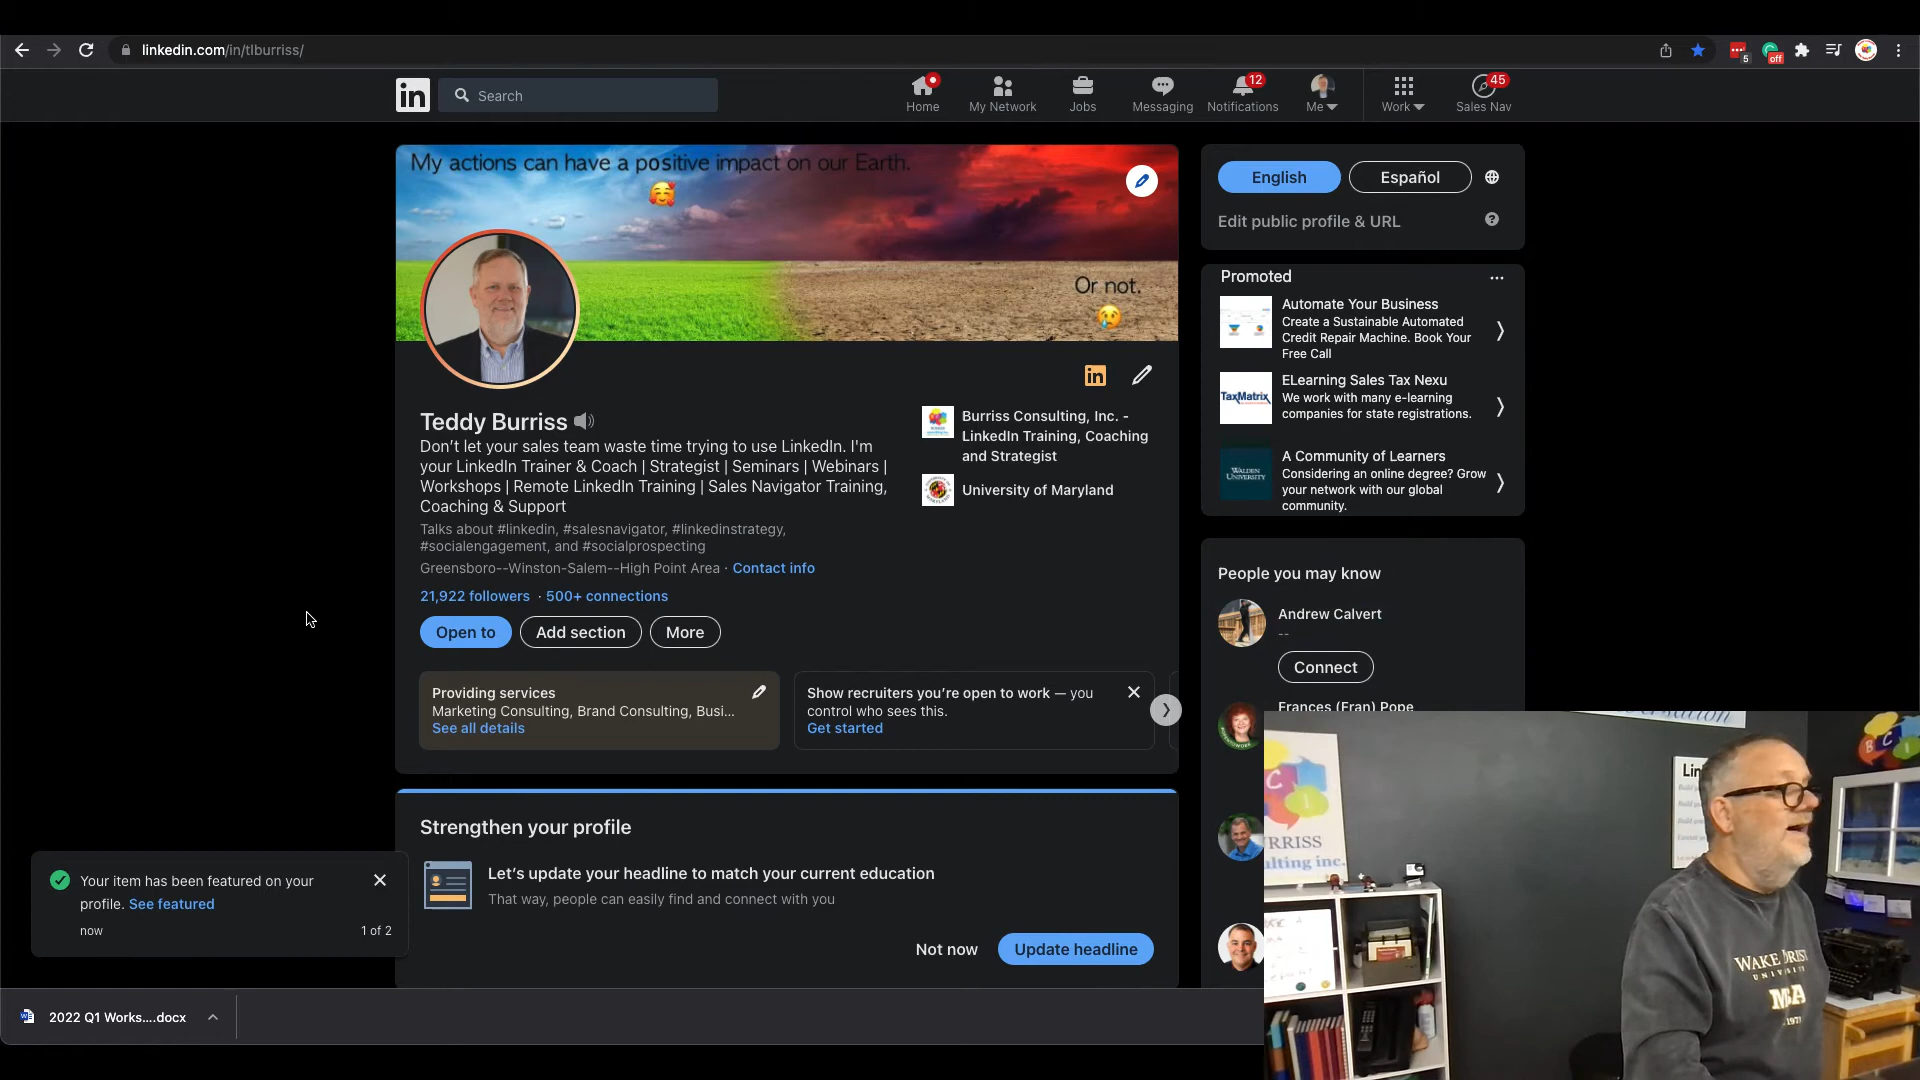 linkedin.com/in/tlburriss/
5
off
in
Search
Home
My Network
Jobs
Messaging
12
Notifications
Me
Work
45
Sales Nav
My actions can have a positive impact on our Earth.
Or not.
in
Teddy Burriss
Don't let your sales team waste time trying to use LinkedIn. I'm
your LinkedIn Trainer & Coach | Strategist | Seminars | Webinars |
Workshops | Remote LinkedIn Training | Sales Navigator Training,
Coaching & Support
Talks about #linkedin, #salesnavigator, #linkedinstrategy,
#socialengagement, and #socialprospecting
Greensboro--Winston-Salem--High Point Area · Contact info
21,922 followers · 500+ connections
Open to
Add section
More
Burriss Consulting, Inc. -
LinkedIn Training, Coaching
and Strategist
University of Maryland
Providing services
Marketing Consulting, Brand Consulting, Busi...
See all details
Show recruiters you're open to work — you
control who sees this.
Get started
Strengthen your profile
Let's update your headline to match your current education
That way, people can easily find and connect with you
Not now
Update headline
English
Español
Edit public profile & URL
Promoted
Automate Your Business
Create a Sustainable Automated
Credit Repair Machine. Book Your
Free Call
TaxMatrix
ELearning Sales Tax Nexu
We work with many e-learning
companies for state registrations.
WALDEN
UNIVERSITY
A Community of Learners
Considering an online degree? Grow
your network with our global
community.
People you may know
Andrew Calvert
--
Connect
Frances (Fran) Pope
Your item has been featured on your
profile. See featured
now
1 of 2
2022 Q1 Works....docx
C
I
RRISS
ulting inc.
Lin
B
C
I
WAKE
UNIVERSITY